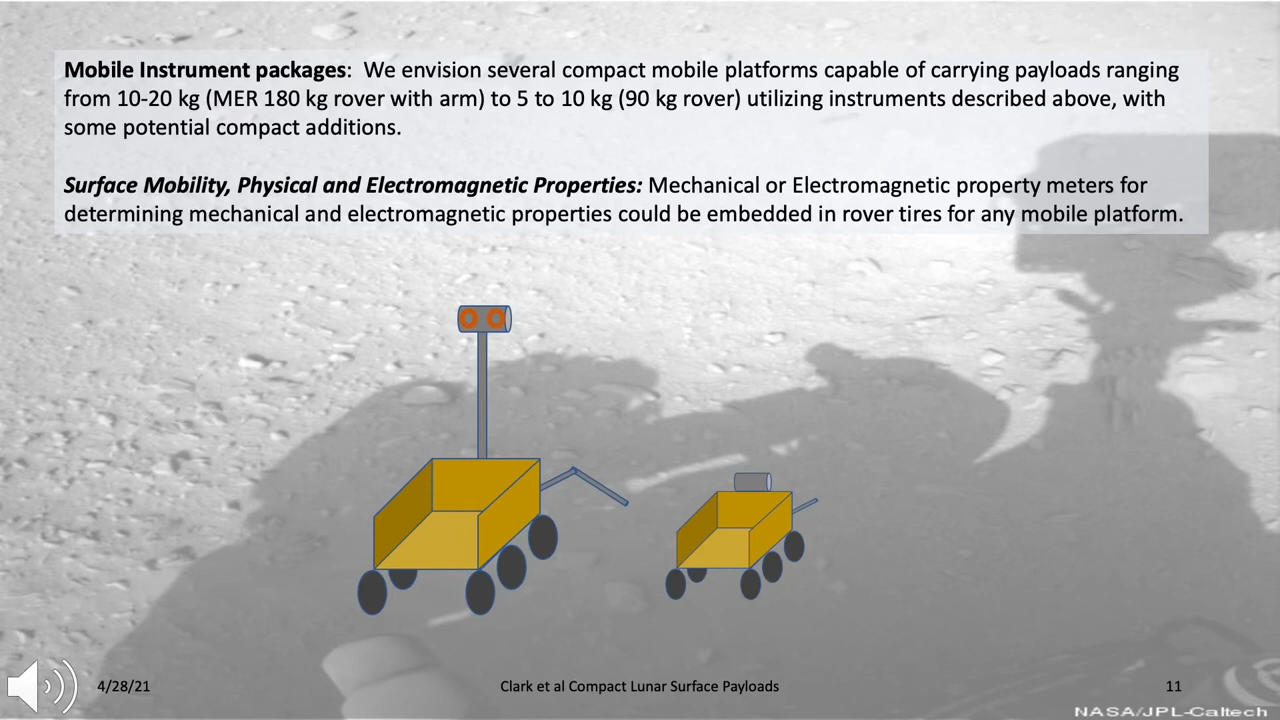 Mobile Instrument packages:  We envision several compact mobile platforms capable of carrying payloads ranging
from 10-20 kg (MER 180 kg rover with arm) to 5 to 10 kg (90 kg rover) utilizing instruments described above, with
some potential compact additions.
Surface Mobility, Physical and Electromagnetic Properties: Mechanical or Electromagnetic property meters for
determining mechanical and electromagnetic properties could be embedded in rover tires for any mobile platform.
4/28/21
Clark et al Compact Lunar Surface Payloads
11
NASA/JPL-Caltech